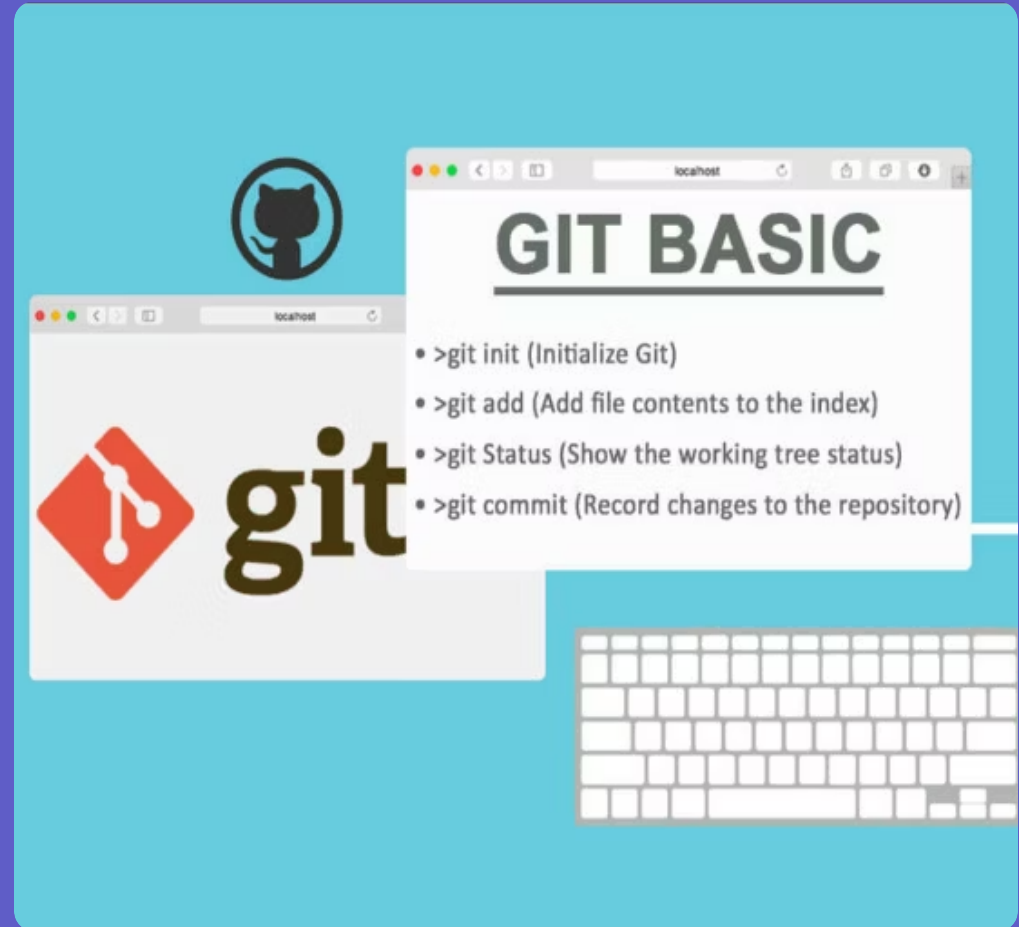 localhost
GIT BASIC
• >git init (Initialize Git)
• >git add (Add file contents to the index)
• >git Status (Show the working tree status)
• >git commit (Record changes to the repository)
localhost
git